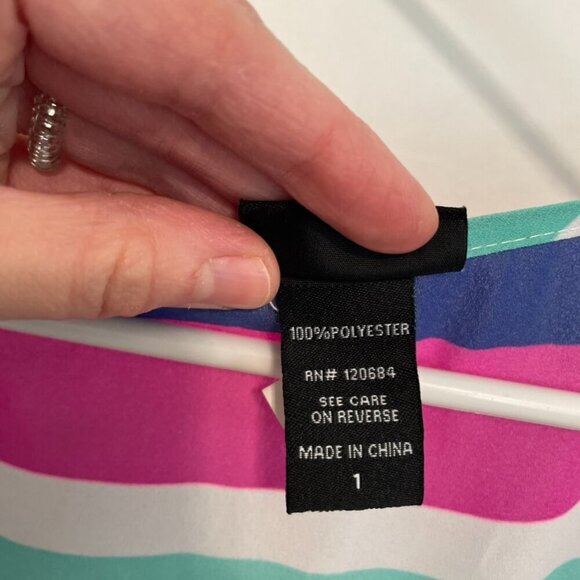 100%POLYESTER
RN# 120684
SEE CARE
ON REVERSE
MADE IN CHINA
1